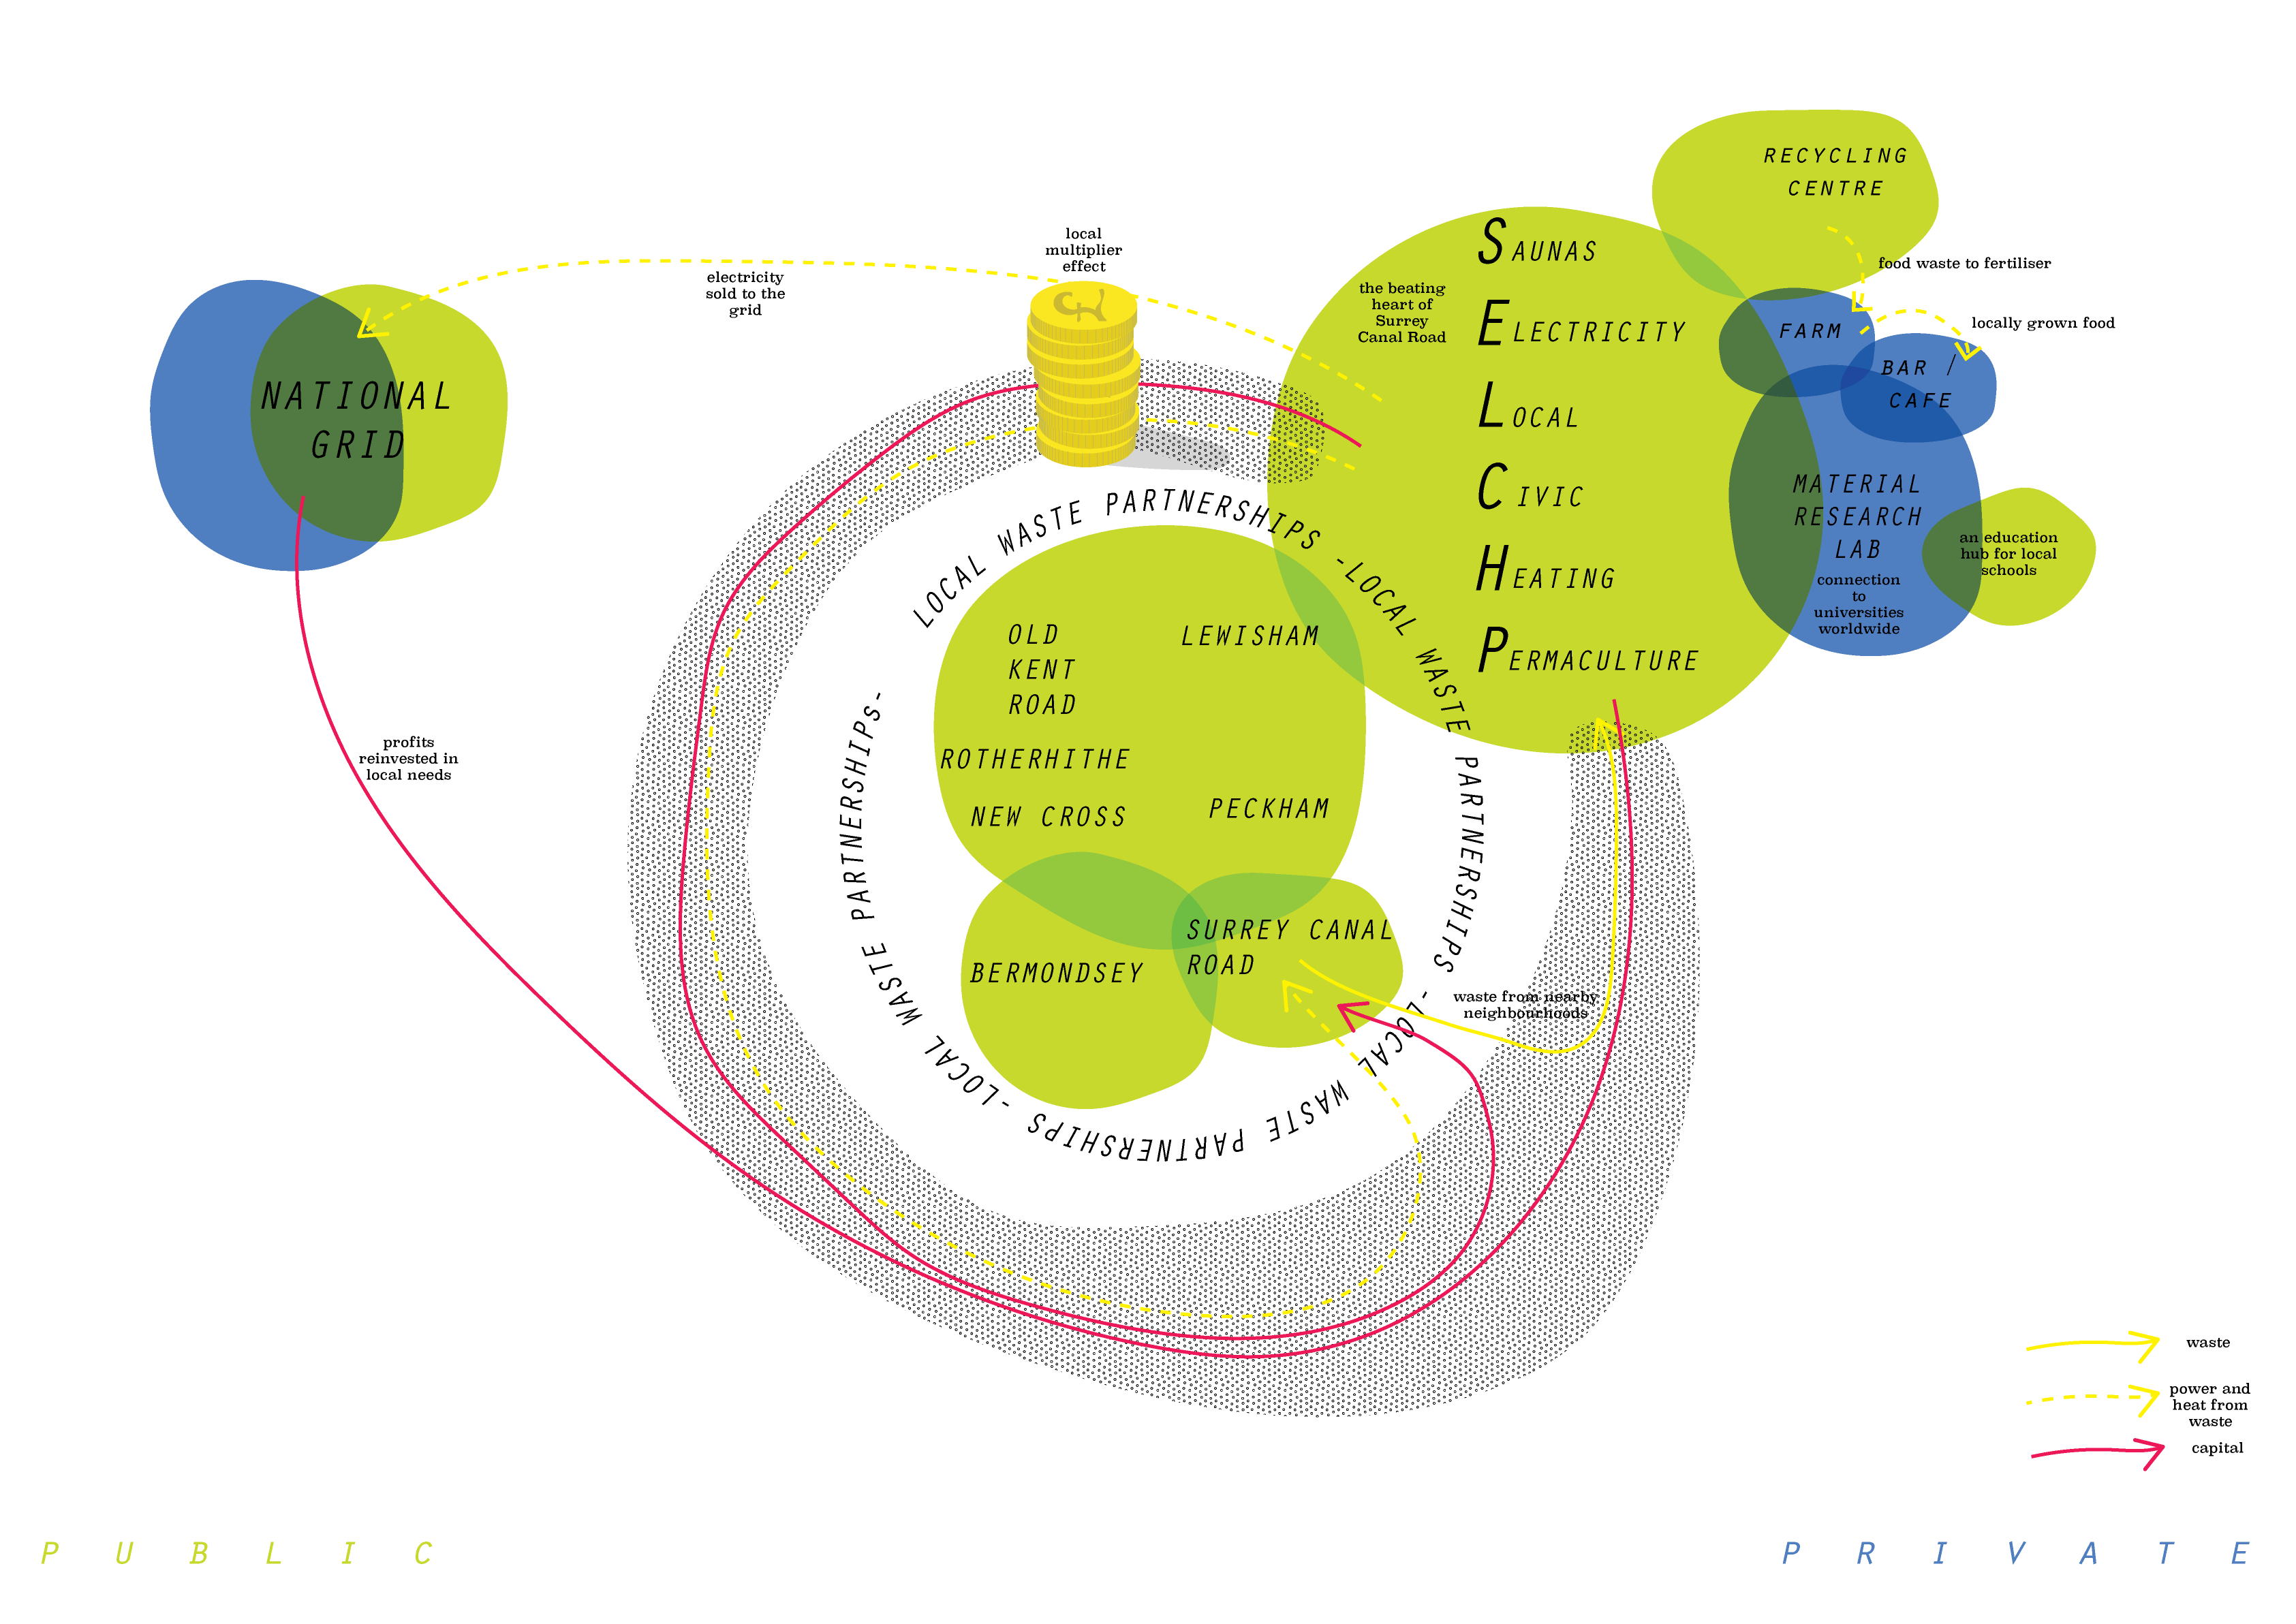 RECYCLING
CENTRE
food waste to fertiliser
FARM
locally grown food
BAR /
CAFE
MATERIAL
RESEARCH
LAB
connection
to
universities
worldwide
an education
hub for local
schools
SAUNAS
ELECTRICITY
LOCAL
CIVIC
HEATING
PERMACULTURE
the beating
heart of
Surrey
Canal Road
local
multiplier
effect
£
electricity
sold to the
grid
NATIONAL
GRID
profits
reinvested in
local needs
LOCAL WASTE PARTNERSHIPS -LOCAL WASTE PARTNERSHIPS -LOCAL WASTE PARTNERSHIPS -LOCAL WASTE PARTNERSHIPs-
OLD
KENT
ROAD
LEWISHAM
ROTHERHITHE
NEW CROSS
PECKHAM
BERMONDSEY
SURREY CANAL
ROAD
waste from nearby
neighbourhoods
waste
power and
heat from
waste
capital
PUBLIC
PRIVATE